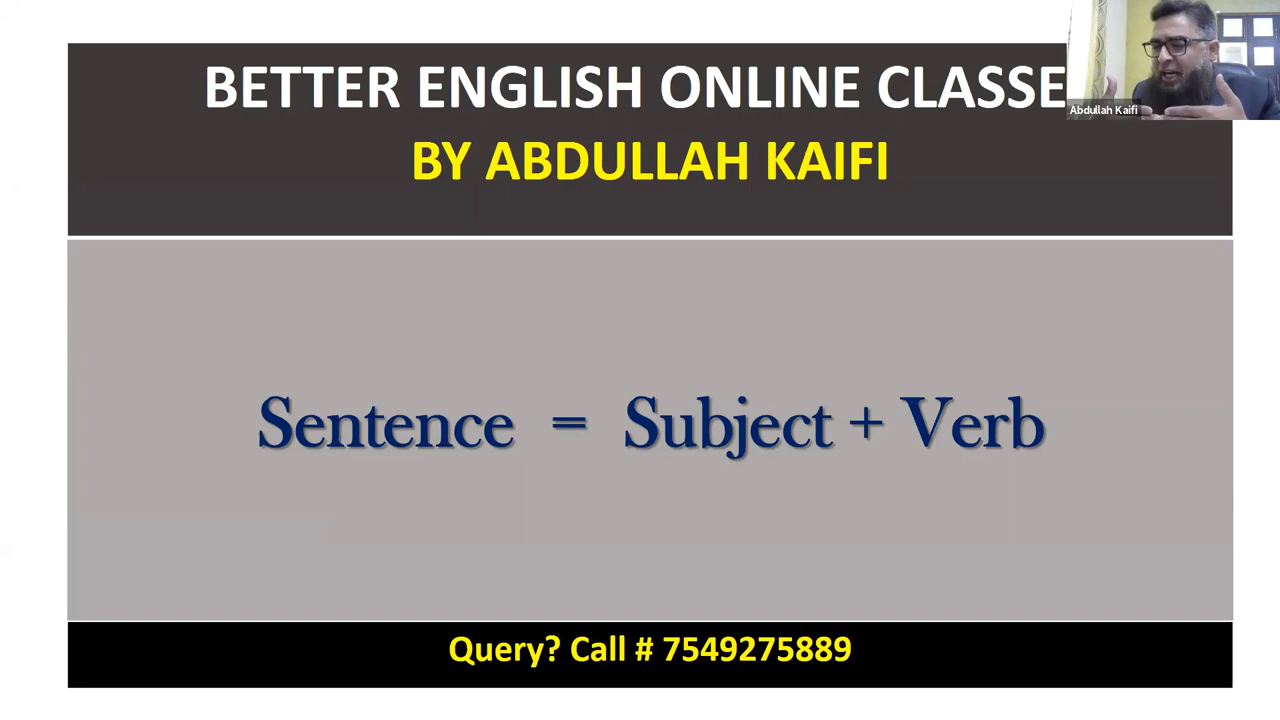 BETTER ENGLISH ONLINE CLASSE
BY ABDULLAH KAIFI
Abdullah Kaifi
Sentence = Subject + Verb
Query? Call # 7549275889